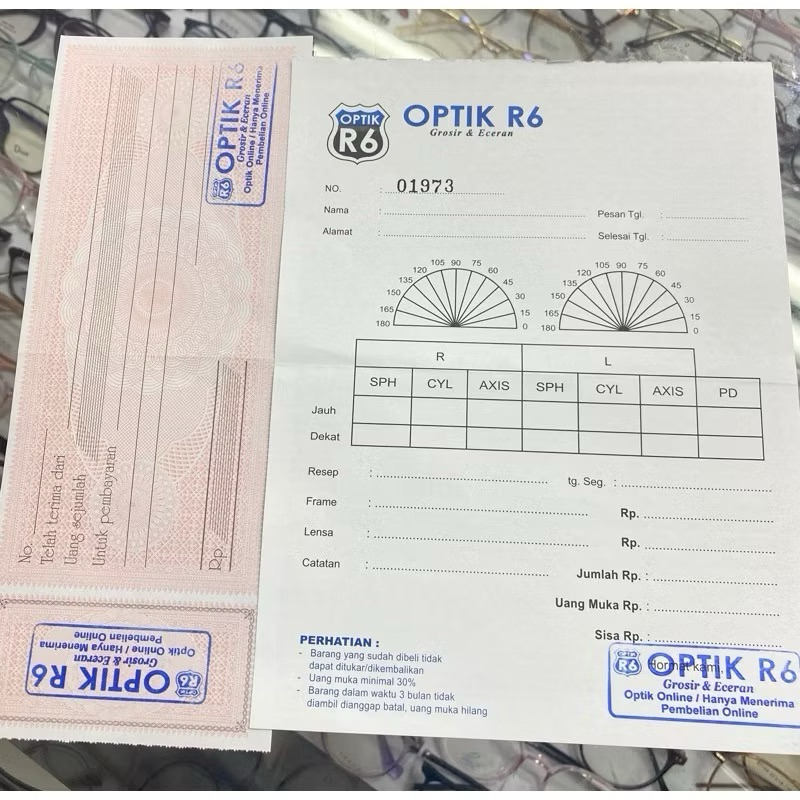 OPTIK R6
Grosir & Eceran
Optik Online / Hanya Menerima
Pembelian Online
No.
Telah terima dari
Uang sejumlah
Untuk pembayaran
Rp.
OPTIK R6
Grosir & Eceran
Optik Online / Hanya Menerima
Pembelian Online
OPTIK
R6
OPTIK R6
Grosir & Eceran
NO. : 01973
Nama : Pesan Tgl. :
Alamat : Selesai Tgl. :
180 165 150 135 120 105 90 75 60 45 30 15 0
180 165 150 135 120 105 90 75 60 45 30 15 0
R L
SPH CYL AXIS SPH CYL AXIS PD
Jauh
Dekat
Resep : tg. Seg. :
Frame : Rp.
Lensa : Rp.
Catatan : Jumlah Rp. :
Uang Muka Rp. :
Sisa Rp. :
PERHATIAN :
- Barang yang sudah dibeli tidak
dapat ditukar/dikembalikan
- Uang muka minimal 30%
- Barang dalam waktu 3 bulan tidak
diambil dianggap batal, uang muka hilang
Hormat kami,
R6 OPTIK R6
Grosir & Eceran
Optik Online / Hanya Menerima
Pembelian Online